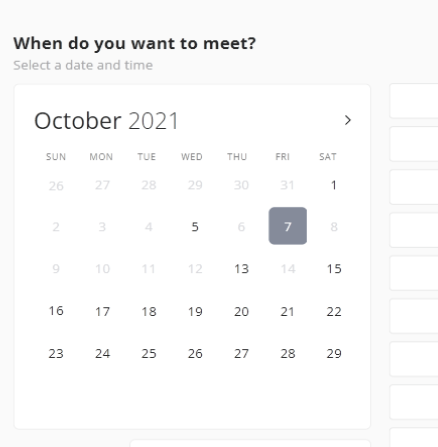 When do you want to meet?
Select a date and time
October 2021
SUN MON TUE WED THU FRI SAT
26 27 28 29 30 31 1
2 3 4 5 6 7 8
9 10 11 12 13 14 15
16 17 18 19 20 21 22
23 24 25 26 27 28 29